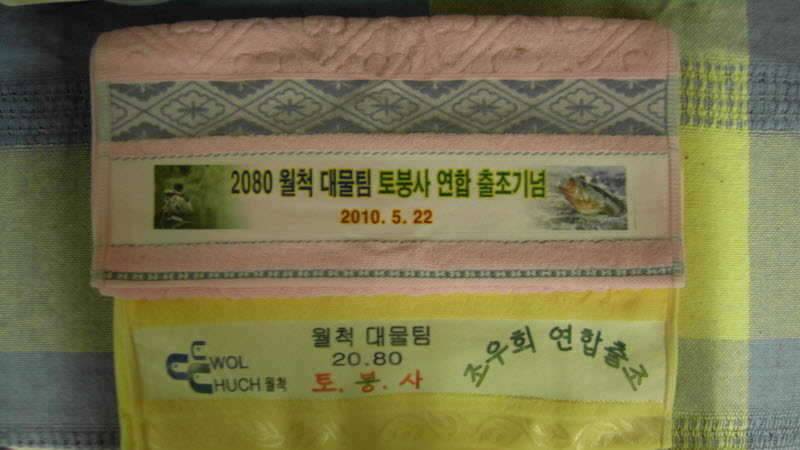 2080 월척 대물팀 토봉사 연합 출조기념
2010. 5. 22
월척 대물팀
20.80
토. 봉. 사
WOL
CHUCH 월척
조우회 연합출조